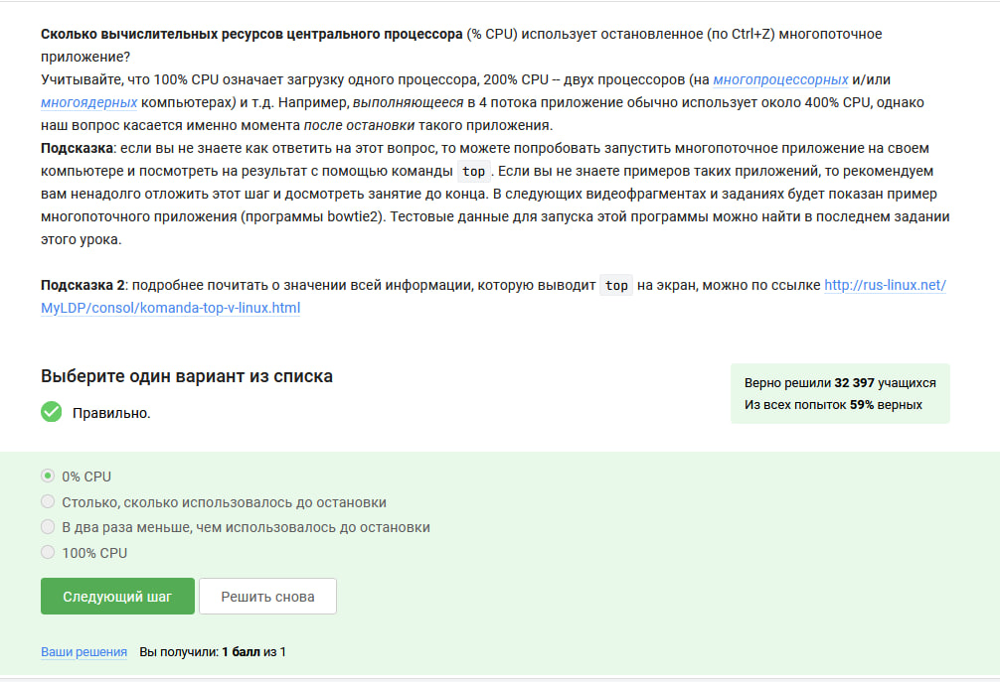 Сколько вычислительных ресурсов центрального процессора (% CPU) использует остановленное (по Ctrl+Z) многопоточное
приложение?
Учитывайте, что 100% CPU означает загрузку одного процессора, 200% CPU -- двух процессоров (на многопроцессорных и/или
многоядерных компьютерах) и т.д. Например, выполняющееся в 4 потока приложение обычно использует около 400% CPU, однако
наш вопрос касается именно момента после остановки такого приложения.
Подсказка: если вы не знаете как ответить на этот вопрос, то можете попробовать запустить многопоточное приложение на своем
компьютере и посмотреть на результат с помощью команды top. Если вы не знаете примеров таких приложений, то рекомендуем
вам ненадолго отложить этот шаг и досмотреть занятие до конца. В следующих видеофрагментах и заданиях будет показан пример
многопоточного приложения (программы bowtie2). Тестовые данные для запуска этой программы можно найти в последнем задании
этого урока.
Подсказка 2: подробнее почитать о значении всей информации, которую выводит top на экран, можно по ссылке http://rus-linux.net/
MyLDP/consol/komanda-top-v-linux.html
Выберите один вариант из списка
Правильно.
Верно решили 32 397 учащихся
Из всех попыток 59% верных
0% CPU
Столько, сколько использовалось до остановки
В два раза меньше, чем использовалось до остановки
100% CPU
Следующий шаг
Решить снова
Ваши решения Вы получили: 1 балл из 1